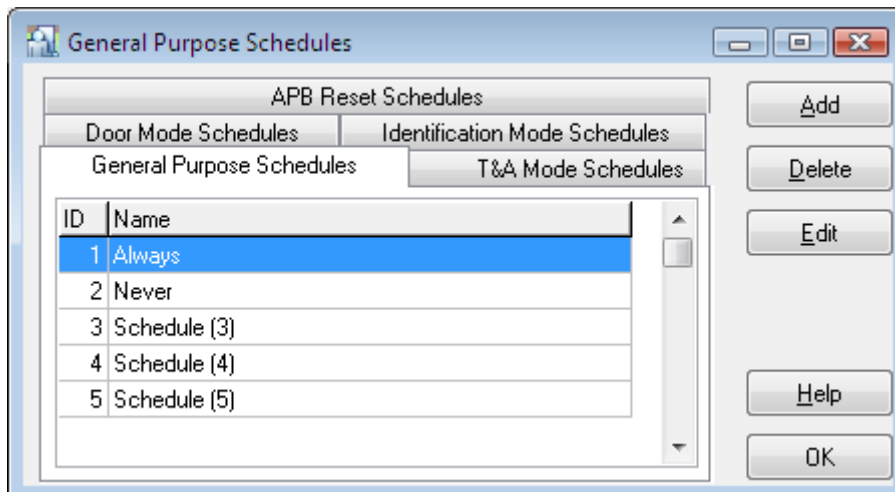 General Purpose Schedules
APB Reset Schedules
Door Mode Schedules Identification Mode Schedules
General Purpose Schedules T&A Mode Schedules
ID Name
1 Always
2 Never
3 Schedule (3)
4 Schedule (4)
5 Schedule (5)
Add
Delete
Edit
Help
OK